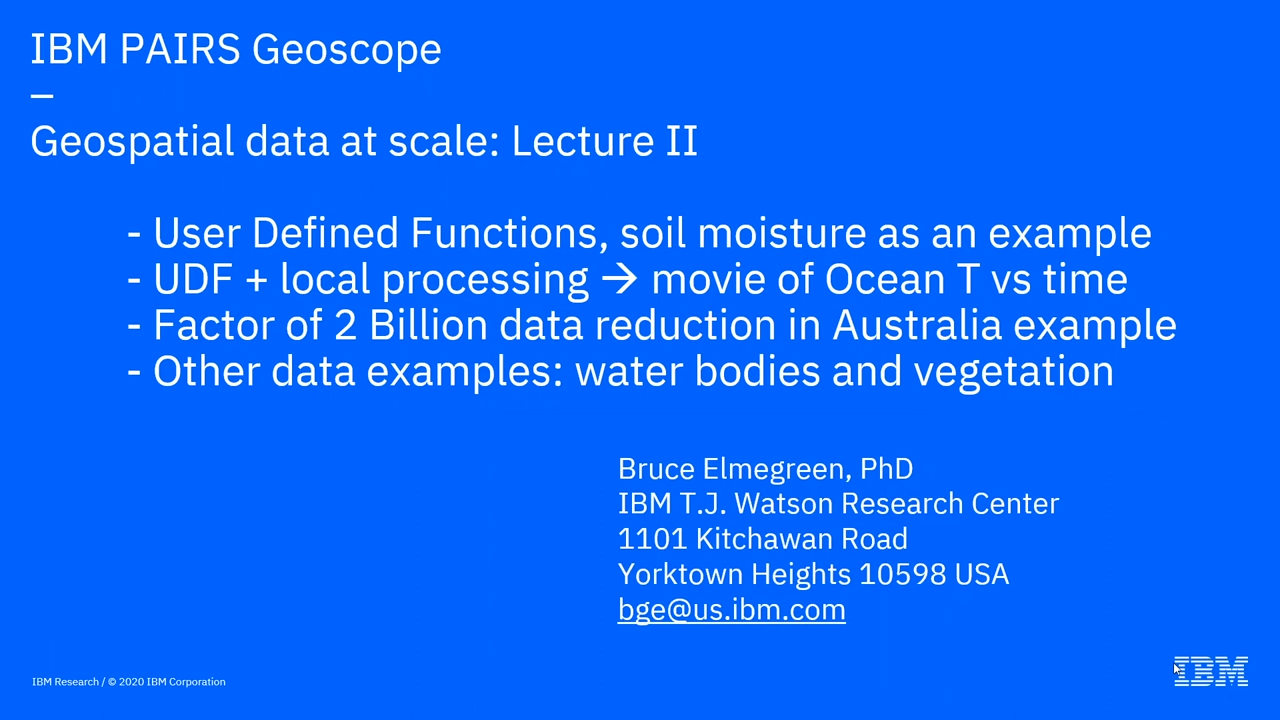 IBM PAIRS Geoscope
–
Geospatial data at scale: Lecture II
- User Defined Functions, soil moisture as an example
- UDF + local processing → movie of Ocean T vs time
- Factor of 2 Billion data reduction in Australia example
- Other data examples: water bodies and vegetation
Bruce Elmegreen, PhD
IBM T.J. Watson Research Center
1101 Kitchawan Road
Yorktown Heights 10598 USA
bge@us.ibm.com
IBM Research / © 2020 IBM Corporation
IBM